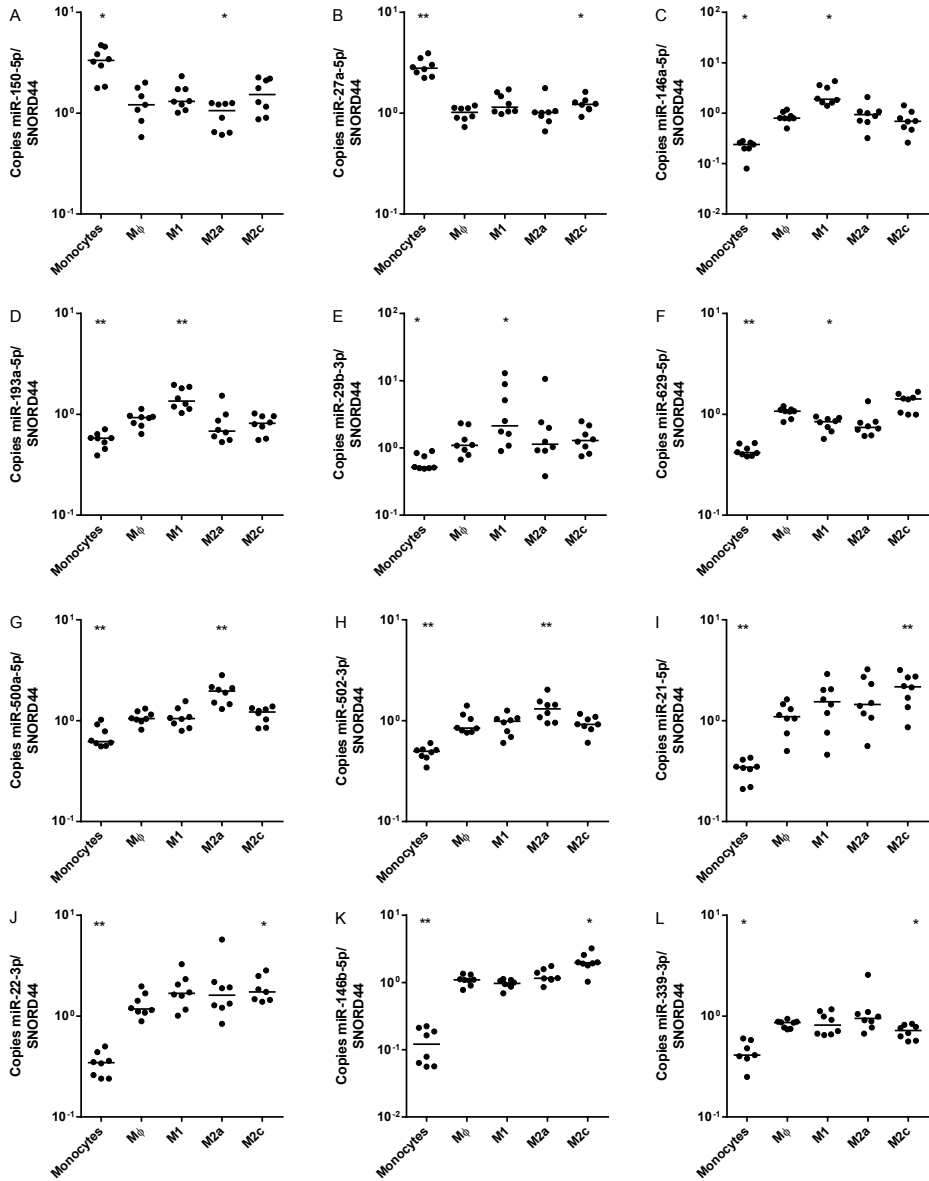 A
Copies miR-150-5p/
SNORD44
10¹
10⁰
10⁻¹
* *
Monocytes Mϕ M1 M2a M2c
B
Copies miR-27a-5p/
SNORD44
10¹
10⁰
10⁻¹
** *
Monocytes Mϕ M1 M2a M2c
C
Copies miR-146a-5p/
SNORD44
10²
10¹
10⁰
10⁻¹
10⁻²
* *
Monocytes Mϕ M1 M2a M2c
D
Copies miR-193a-5p/
SNORD44
10¹
10⁰
10⁻¹
** **
Monocytes Mϕ M1 M2a M2c
E
Copies miR-29b-3p/
SNORD44
10²
10¹
10⁰
10⁻¹
* *
Monocytes Mϕ M1 M2a M2c
F
Copies miR-629-5p/
SNORD44
10¹
10⁰
10⁻¹
** *
Monocytes Mϕ M1 M2a M2c
G
Copies miR-500a-5p/
SNORD44
10¹
10⁰
10⁻¹
** **
Monocytes Mϕ M1 M2a M2c
H
Copies miR-502-3p/
SNORD44
10¹
10⁰
10⁻¹
** **
Monocytes Mϕ M1 M2a M2c
I
Copies miR-21-5p/
SNORD44
10¹
10⁰
10⁻¹
** **
Monocytes Mϕ M1 M2a M2c
J
Copies miR-22-3p/
SNORD44
10¹
10⁰
10⁻¹
** *
Monocytes Mϕ M1 M2a M2c
K
Copies miR-146b-5p/
SNORD44
10¹
10⁰
10⁻¹
10⁻²
** *
Monocytes Mϕ M1 M2a M2c
L
Copies miR-339-3p/
SNORD44
10¹
10⁰
10⁻¹
* *
Monocytes Mϕ M1 M2a M2c